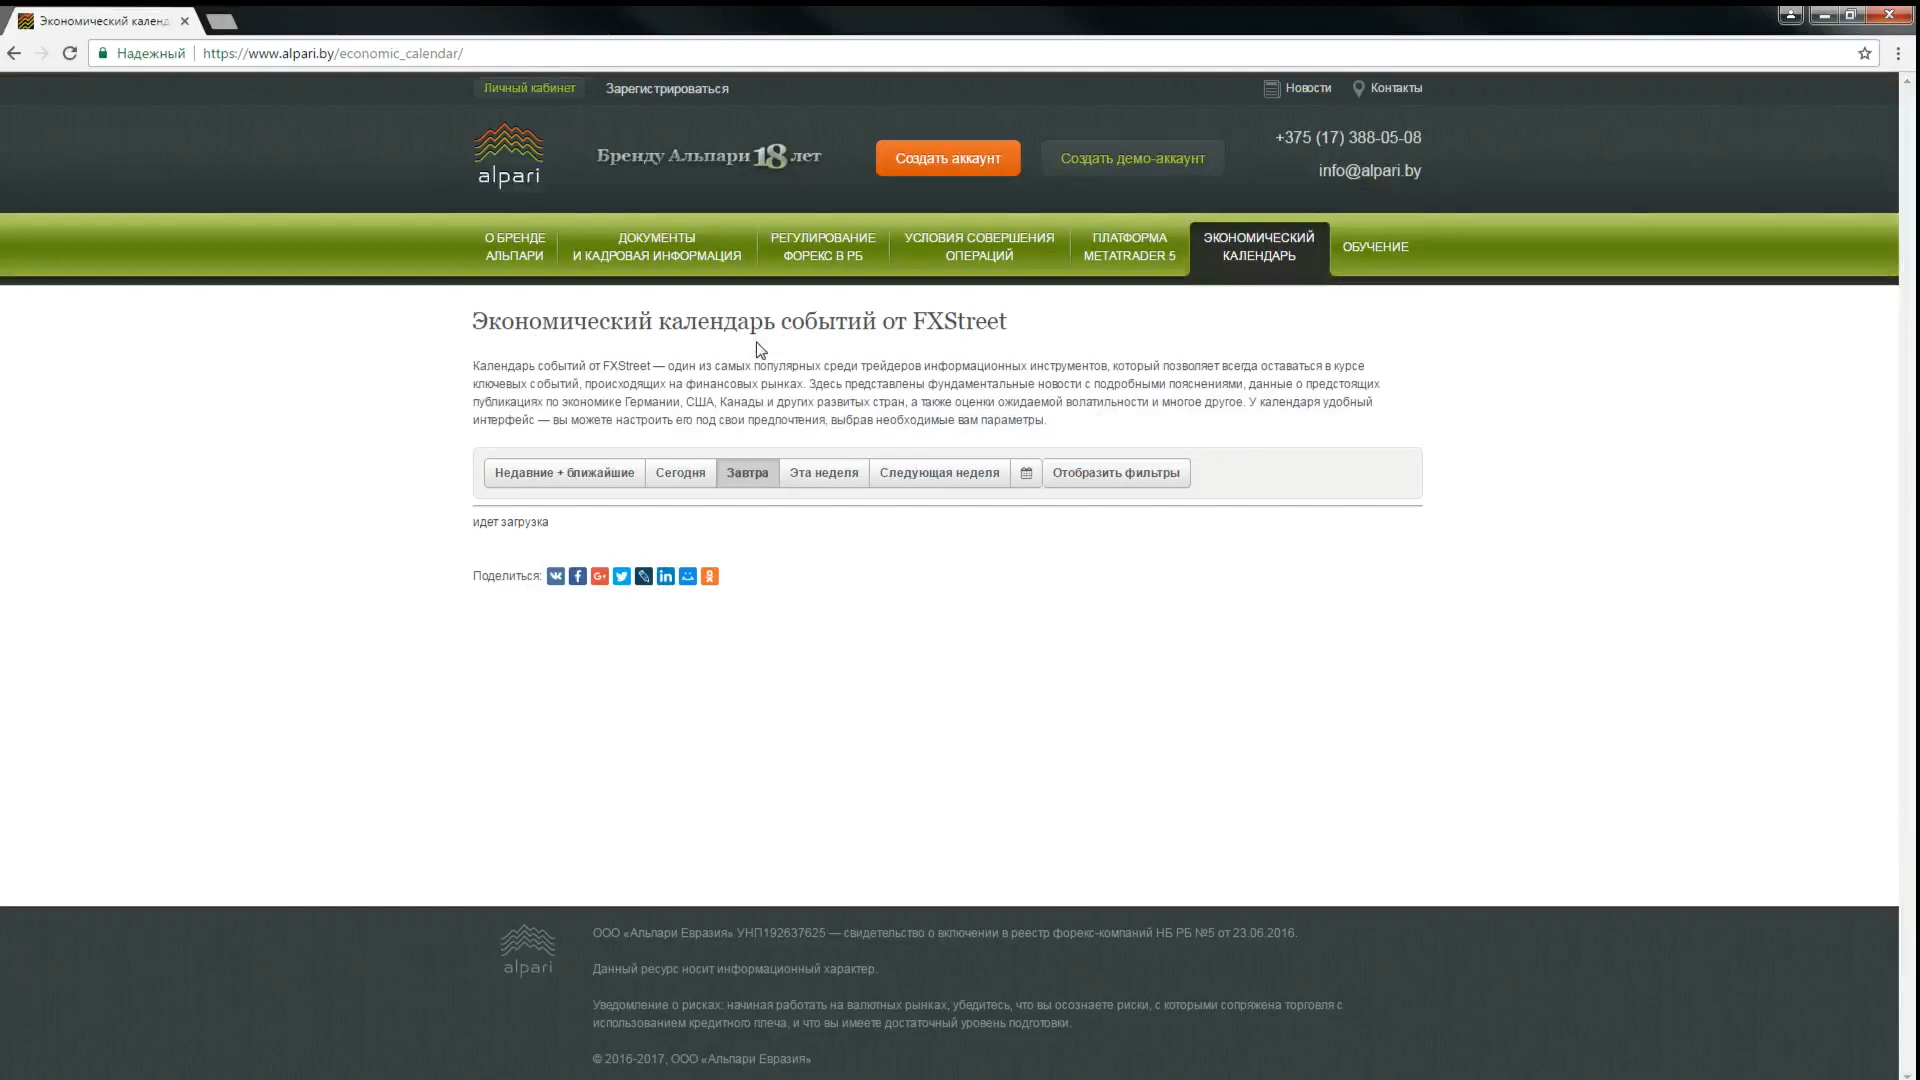 Экономический календ
Надежный
https://www.alpari.by/economic_calendar/
Личный кабинет
Зарегистрироваться
Новости
Контакты
alpari
Бренду Альпари 18 лет
Создать аккаунт
Создать демо-аккаунт
+375 (17) 388-05-08
info@alpari.by
О БРЕНДЕ
АЛЬПАРИ
ДОКУМЕНТЫ
И КАДРОВАЯ ИНФОРМАЦИЯ
РЕГУЛИРОВАНИЕ
ФОРЕКС В РБ
УСЛОВИЯ СОВЕРШЕНИЯ
ОПЕРАЦИЙ
ПЛАТФОРМА
METATRADER 5
ЭКОНОМИЧЕСКИЙ
КАЛЕНДАРЬ
ОБУЧЕНИЕ
Экономический календарь событий от FXStreet
Календарь событий от FXStreet — один из самых популярных среди трейдеров информационных инструментов, который позволяет всегда оставаться в курсе
ключевых событий, происходящих на финансовых рынках. Здесь представлены фундаментальные новости с подробными пояснениями, данные о предстоящих
публикациях по экономике Германии, США, Канады и других развитых стран, а также оценки ожидаемой волатильности и многое другое. У календаря удобный
интерфейс — вы можете настроить его под свои предпочтения, выбрав необходимые вам параметры.
Недавние + ближайшие
Сегодня
Завтра
Эта неделя
Следующая неделя
Отобразить фильтры
идет загрузка
Поделиться:
alpari
ООО «Альпари Евразия» УНП192637625 — свидетельство о включении в реестр форекс-компаний НБ РБ №5 от 23.06.2016.
Данный ресурс носит информационный характер.
Уведомление о рисках: начиная работать на валютных рынках, убедитесь, что вы осознаете риски, с которыми сопряжена торговля с
использованием кредитного плеча, и что вы имеете достаточный уровень подготовки.
© 2016-2017, ООО «Альпари Евразия»